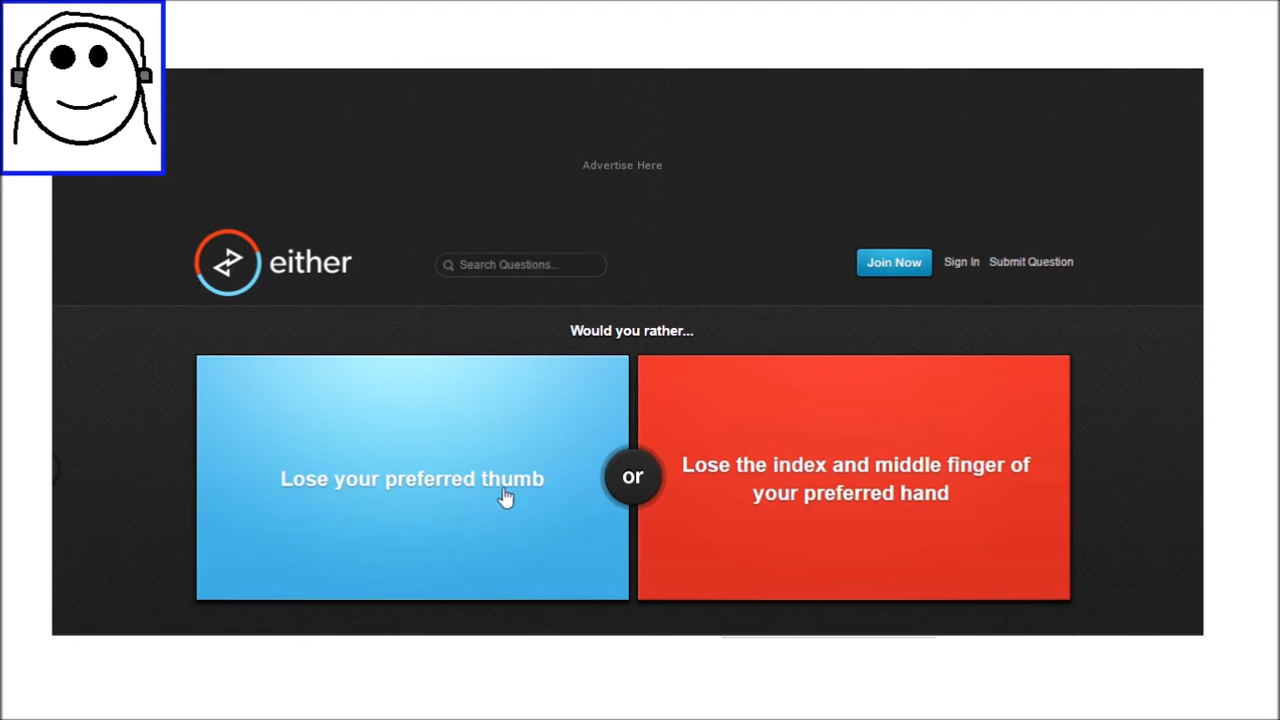 Advertise Here
either
Search Questions...
Join Now
Sign In
Submit Question
Would you rather...
Lose your preferred thumb
or
Lose the index and middle finger of
your preferred hand